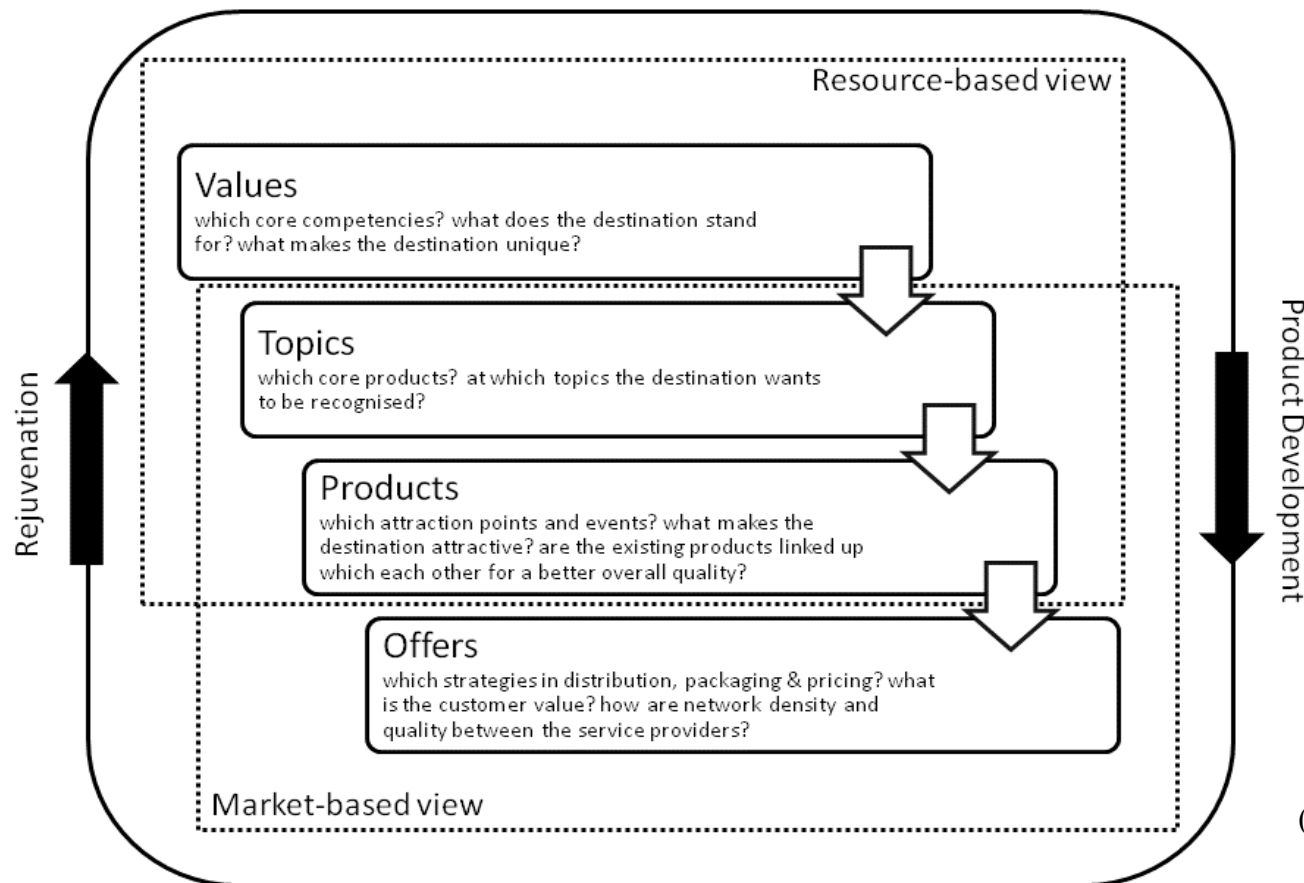 Resource-based view
Values
which core competencies? what does the destination stand
for? what makes the destination unique?
Topics
which core products? at which topics the destination wants
to be recognised?
Products
which attraction points and events? what makes the
destination attractive? are the existing products linked up
which each other for a better overall quality?
Offers
which strategies in distribution, packaging & pricing? what
is the customer value? how are network density and
quality between the service providers?
Market-based view
Rejuvenation
Product Development
(